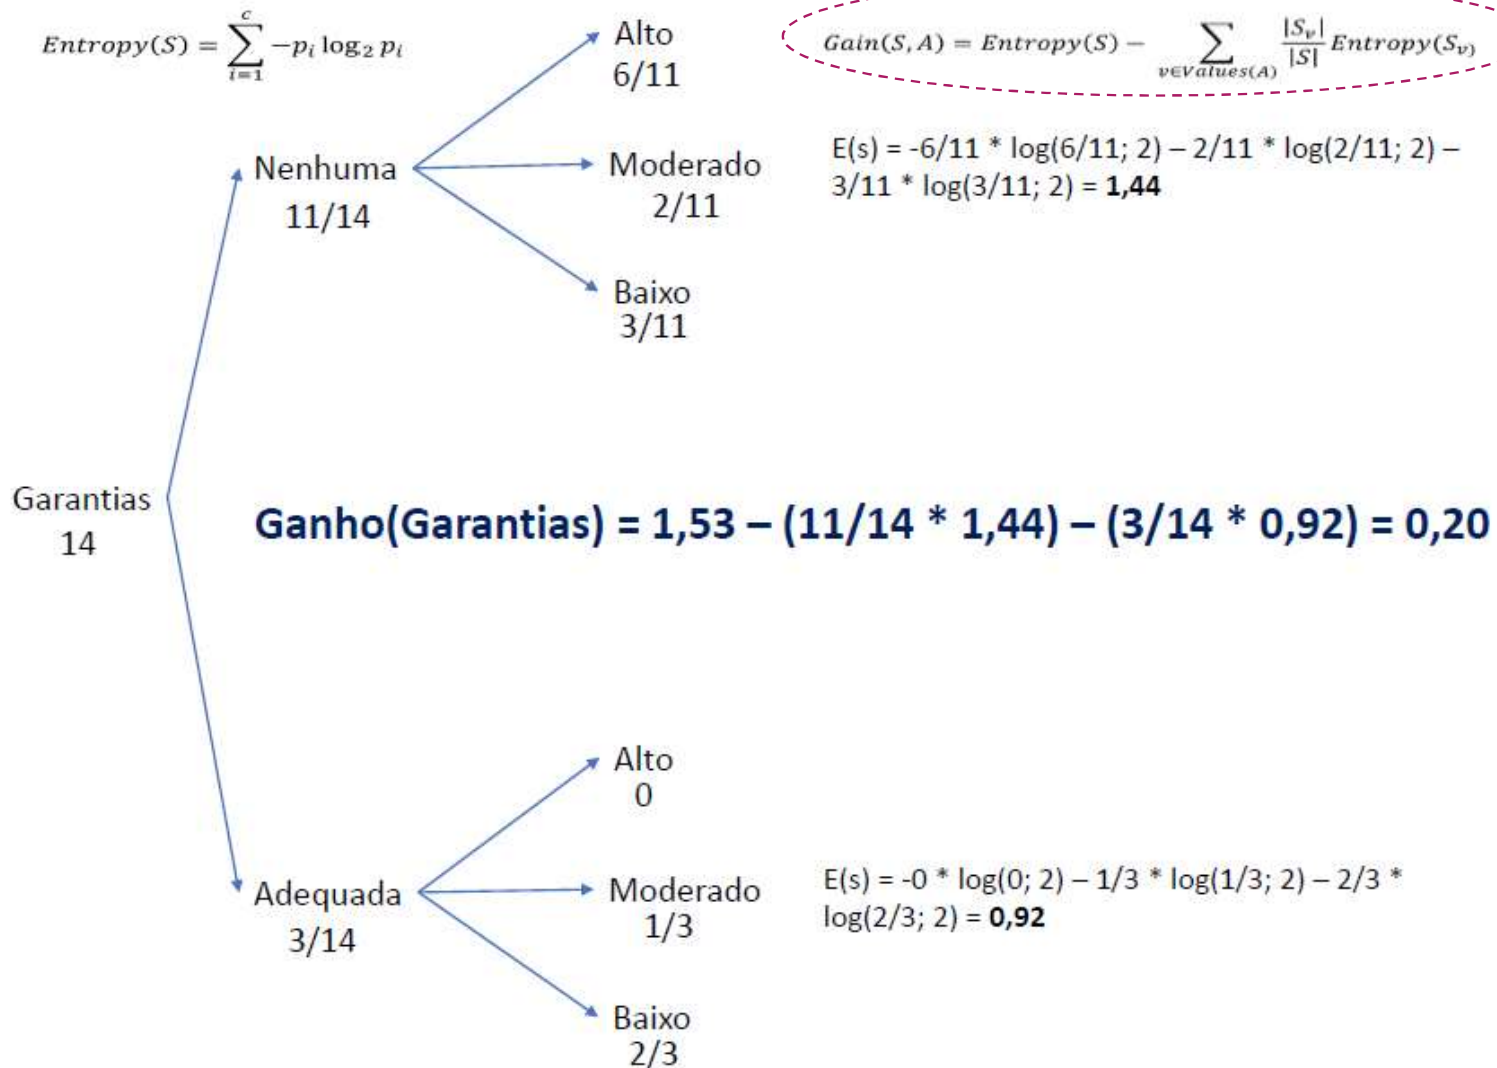 Entropy(S) = \sum_{i=1}^{c} -p_i \log_2 p_i
Gain(S, A) = Entropy(S) − \sum_{v∈Values(A)} \frac{|S_v|}{|S|} Entropy(S_v)
Alto
6/11
Nenhuma
11/14
Moderado
2/11
E(s) = -6/11 * log(6/11; 2) – 2/11 * log(2/11; 2) –
3/11 * log(3/11; 2) = 1,44
Baixo
3/11
Garantias
14
Ganho(Garantias) = 1,53 – (11/14 * 1,44) – (3/14 * 0,92) = 0,20
Alto
0
Adequada
3/14
Moderado
1/3
E(s) = -0 * log(0; 2) – 1/3 * log(1/3; 2) – 2/3 *
log(2/3; 2) = 0,92
Baixo
2/3